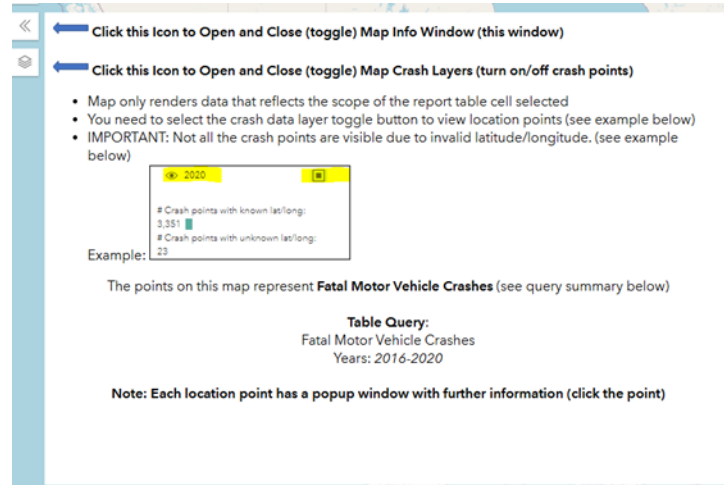 Click this Icon to Open and Close (toggle) Map Info Window (this window)
Click this Icon to Open and Close (toggle) Map Crash Layers (turn on/off crash points)
• Map only renders data that reflects the scope of the report table cell selected
• You need to select the crash data layer toggle button to view location points (see example below)
• IMPORTANT: Not all the crash points are visible due to invalid latitude/longitude. (see example
below)
2020
# Crash points with known lat/long:
3,351
# Crash points with unknown lat/long:
23
Example:
The points on this map represent Fatal Motor Vehicle Crashes (see query summary below)
Table Query:
Fatal Motor Vehicle Crashes
Years: 2016-2020
Note: Each location point has a popup window with further information (click the point)